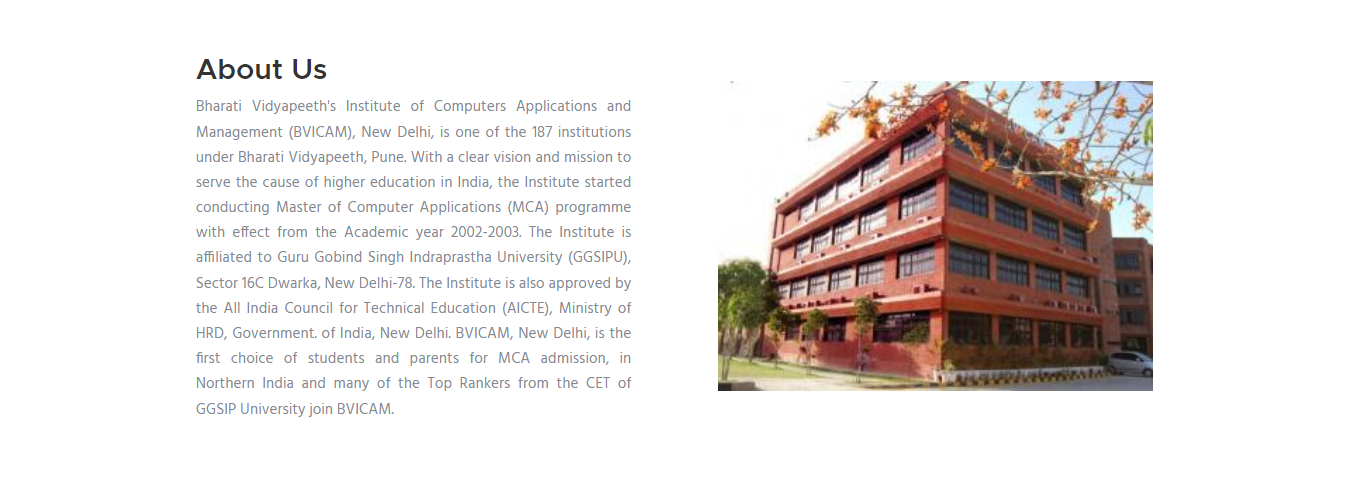 About Us
Bharati Vidyapeeth's Institute of Computers Applications and
Management (BVICAM), New Delhi, is one of the 187 institutions
under Bharati Vidyapeeth, Pune. With a clear vision and mission to
serve the cause of higher education in India, the Institute started
conducting Master of Computer Applications (MCA) programme
with effect from the Academic year 2002-2003. The Institute is
affiliated to Guru Gobind Singh Indraprastha University (GGSIPU),
Sector 16C Dwarka, New Delhi-78. The Institute is also approved by
the All India Council for Technical Education (AICTE), Ministry of
HRD, Government. of India, New Delhi. BVICAM, New Delhi, is the
first choice of students and parents for MCA admission, in
Northern India and many of the Top Rankers from the CET of
GGSIP University join BVICAM.